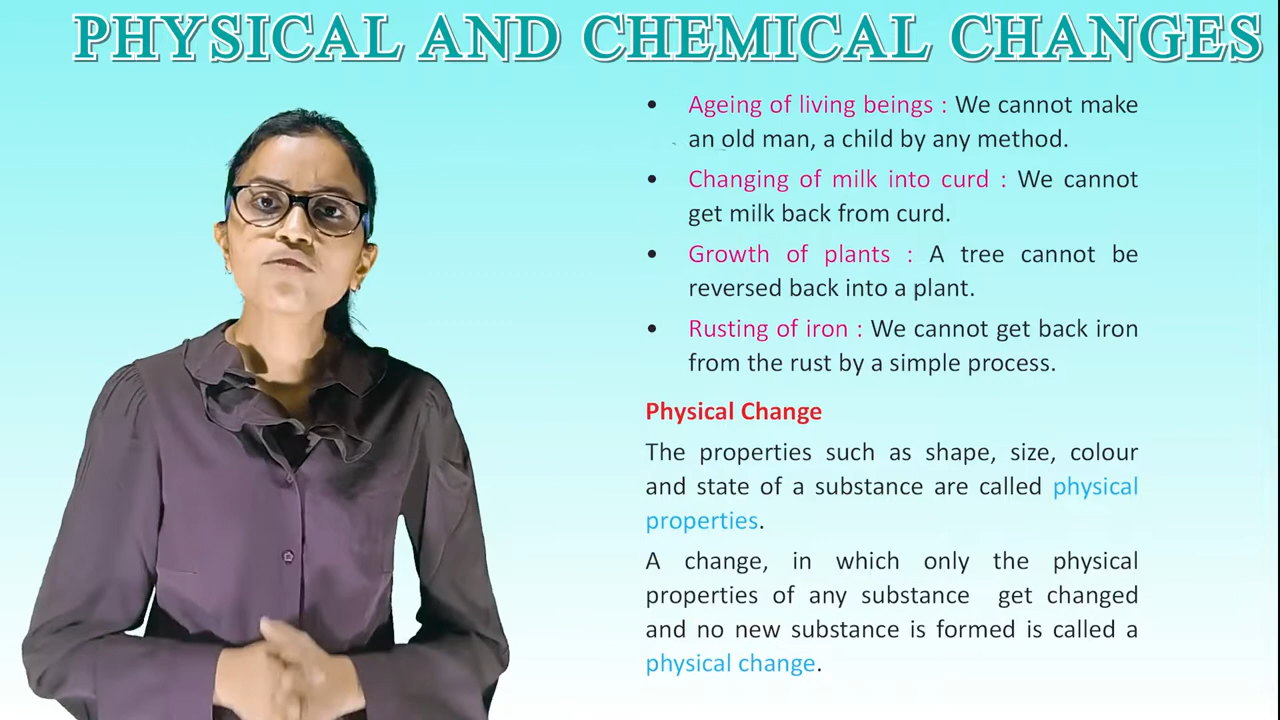 PHYSICAL AND CHEMICAL CHANGES
• Ageing of living beings : We cannot make
an old man, a child by any method.
• Changing of milk into curd : We cannot
get milk back from curd.
• Growth of plants : A tree cannot be
reversed back into a plant.
• Rusting of iron : We cannot get back iron
from the rust by a simple process.
Physical Change
The properties such as shape, size, colour
and state of a substance are called physical
properties.
A change, in which only the physical
properties of any substance get changed
and no new substance is formed is called a
physical change.